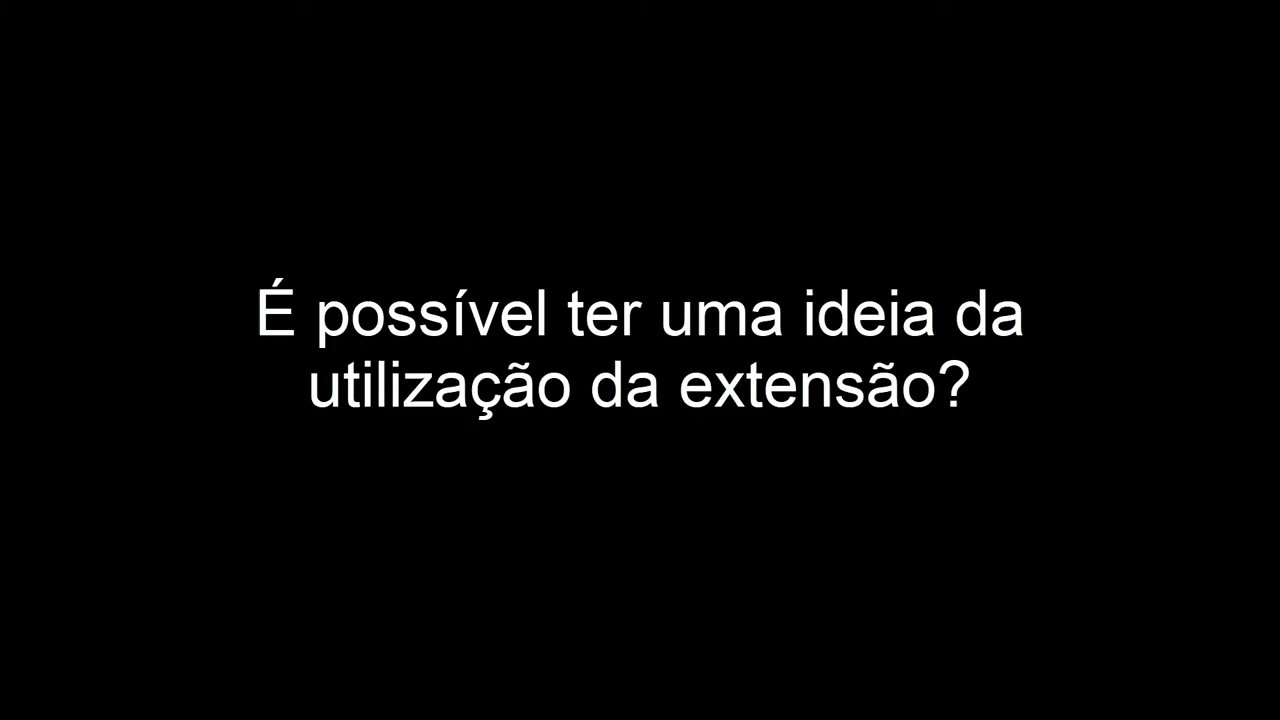 É possível ter uma ideia da
utilização da extensão?